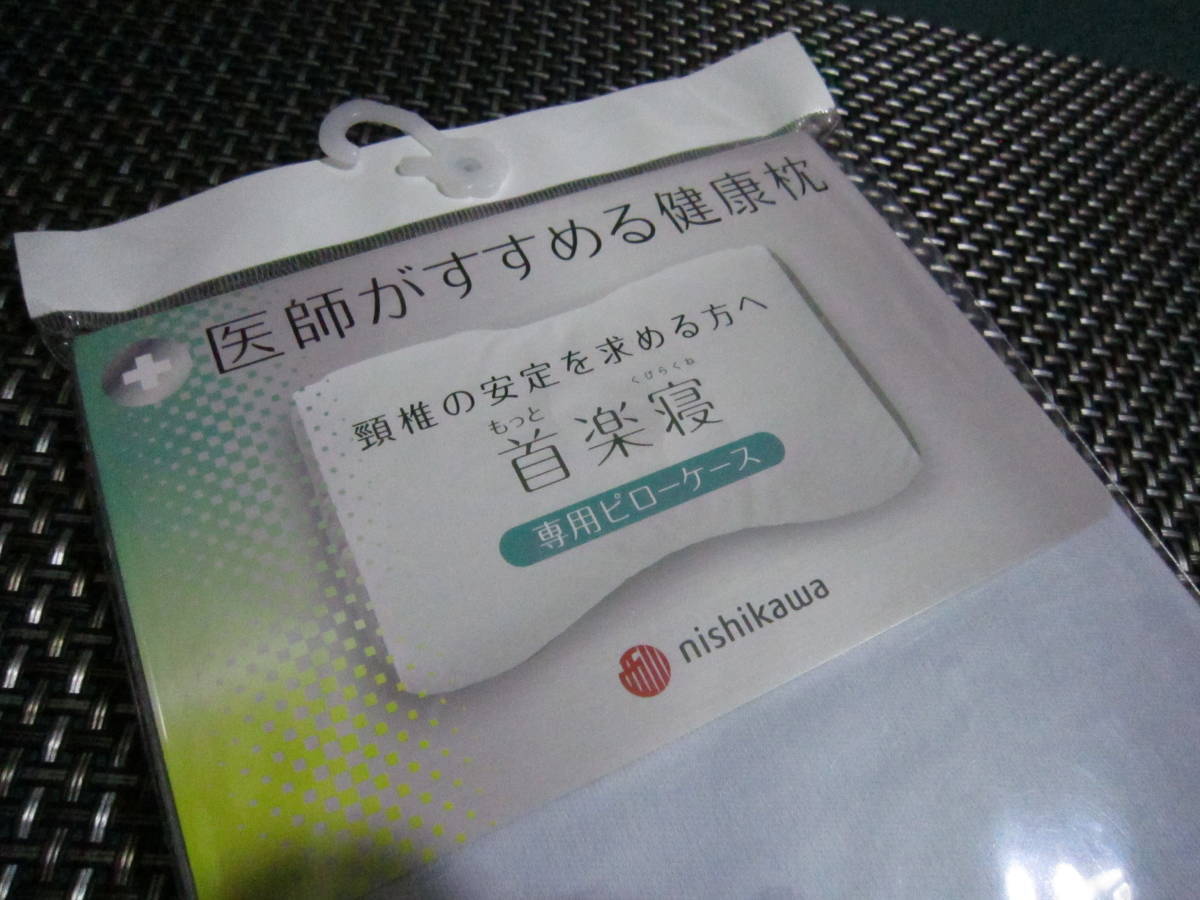 医師がすすめる健康枕
頸椎の安定を求める方へ
もっと くびらくね
首楽寝
専用ピローケース
nishikawa